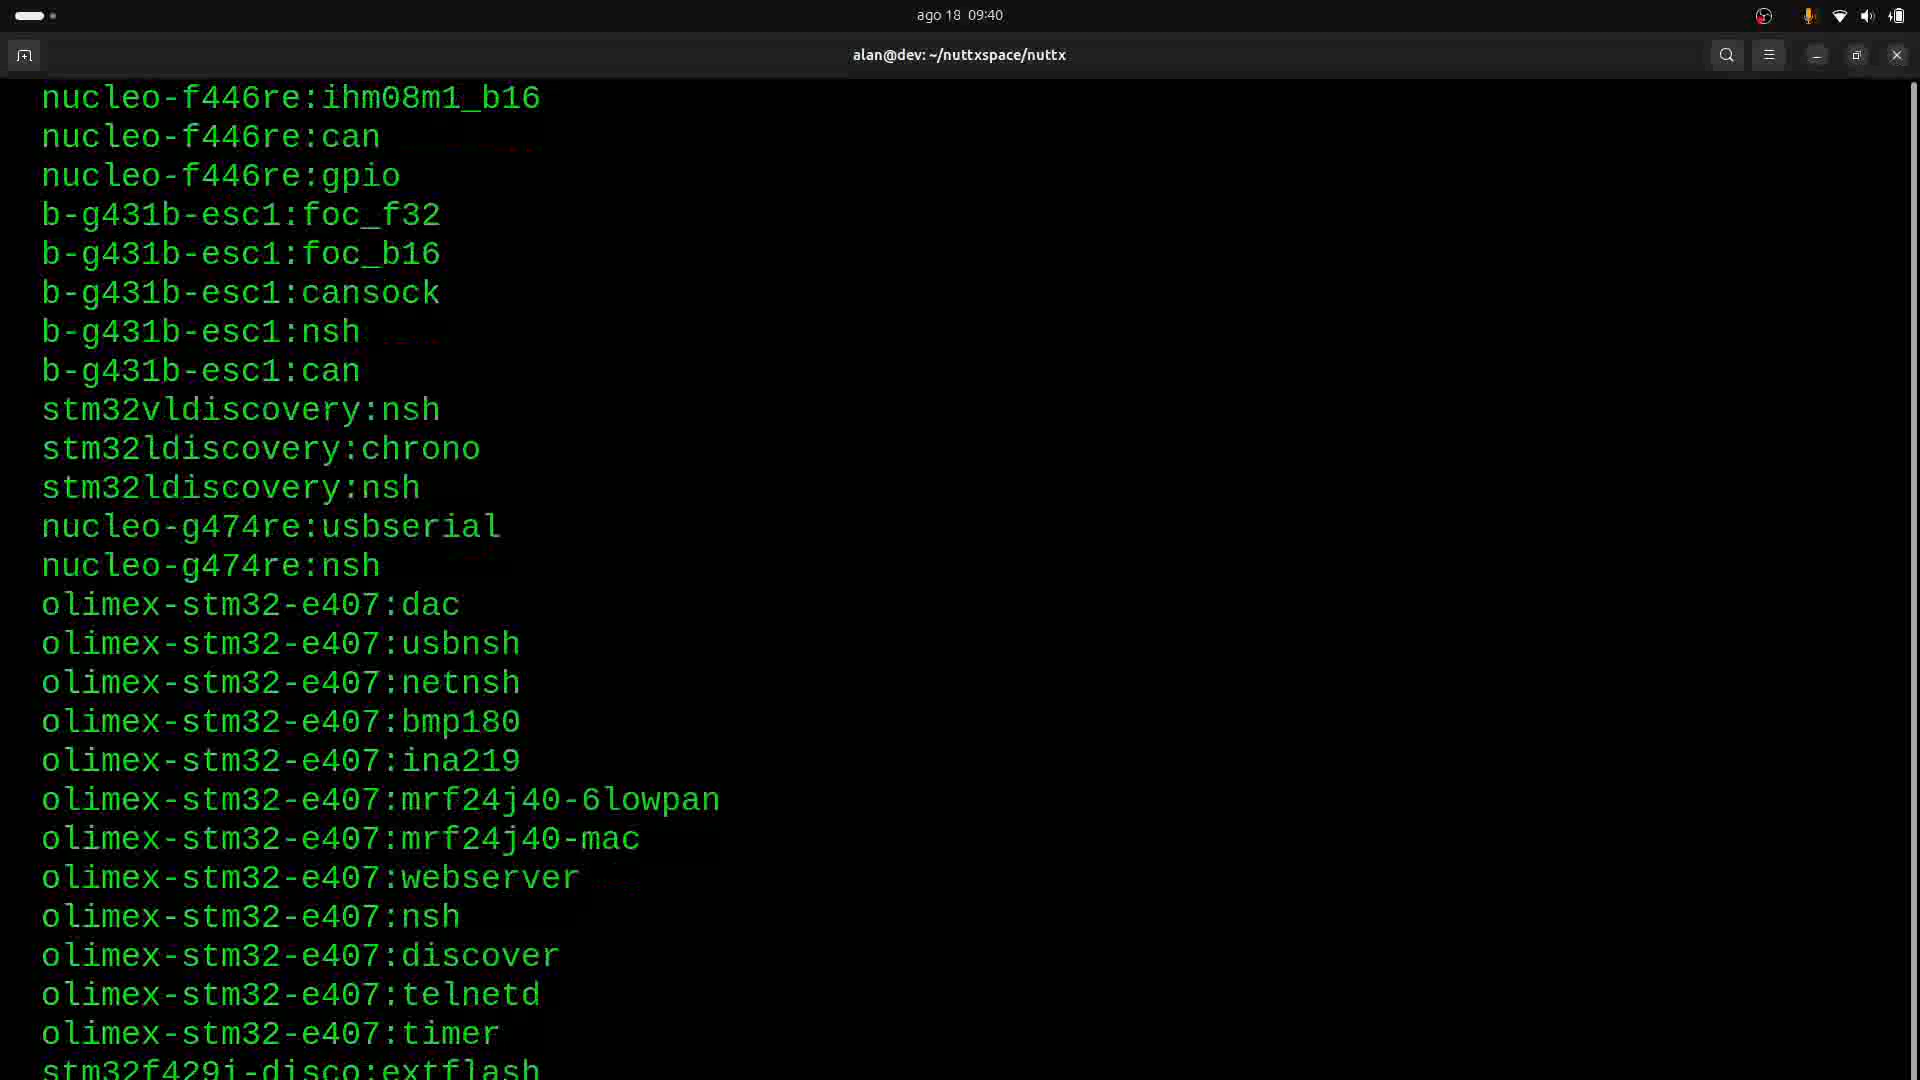 ago 18 09:40
alan@dev: ~/nuttxspace/nuttx
nucleo-f446re:ihm08m1_b16
nucleo-f446re:can
nucleo-f446re:gpio
b-g431b-esc1:foc_f32
b-g431b-esc1:foc_b16
b-g431b-esc1:cansock
b-g431b-esc1:nsh
b-g431b-esc1:can
stm32vldiscovery:nsh
stm32ldiscovery:chrono
stm32ldiscovery:nsh
nucleo-g474re:usbserial
nucleo-g474re:nsh
olimex-stm32-e407:dac
olimex-stm32-e407:usbnsh
olimex-stm32-e407:netnsh
olimex-stm32-e407:bmp180
olimex-stm32-e407:ina219
olimex-stm32-e407:mrf24j40-6lowpan
olimex-stm32-e407:mrf24j40-mac
olimex-stm32-e407:webserver
olimex-stm32-e407:nsh
olimex-stm32-e407:discover
olimex-stm32-e407:telnetd
olimex-stm32-e407:timer
stm32f429i-disco:extflash